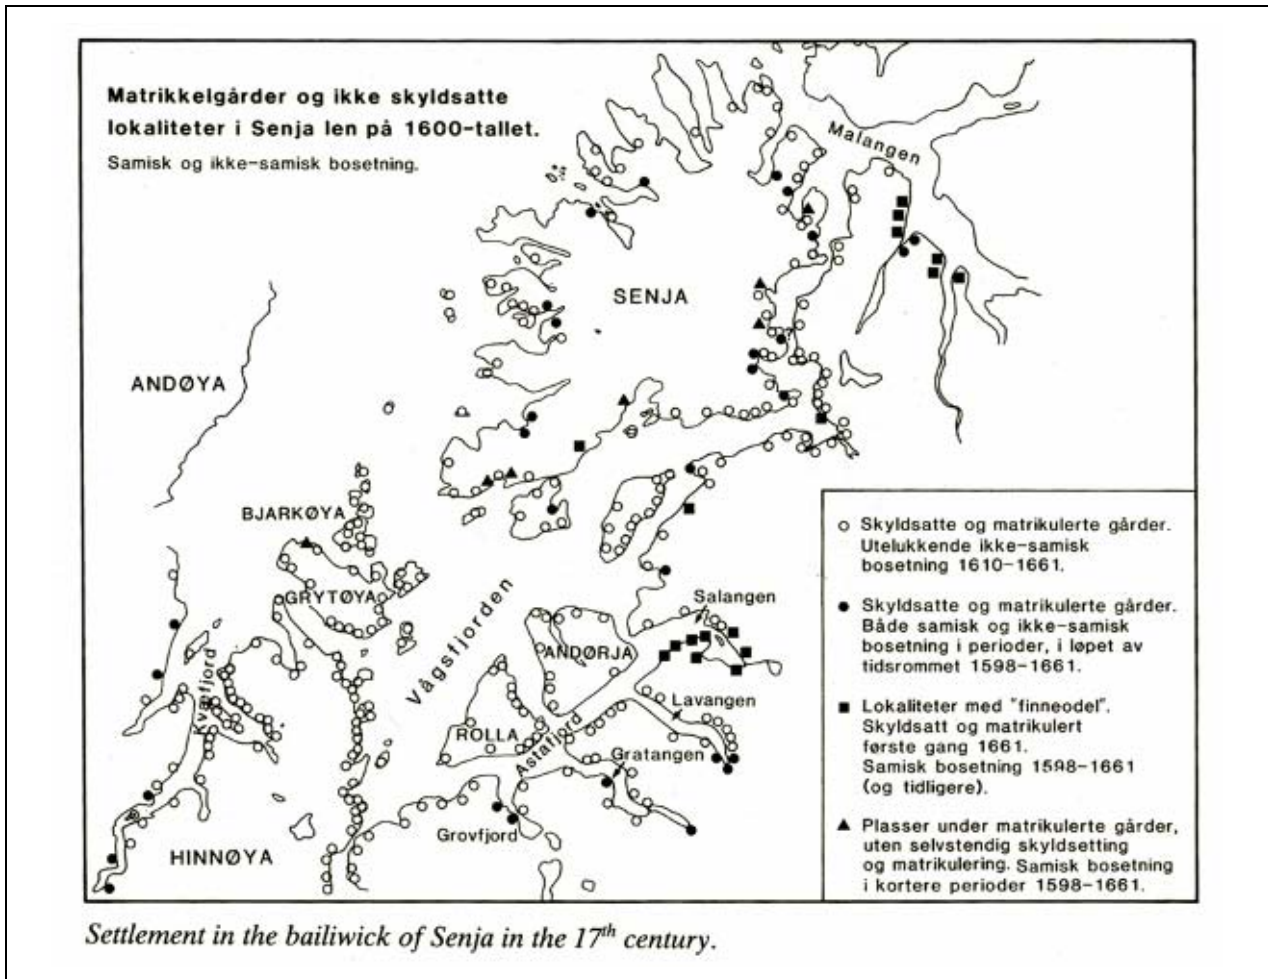 Matrikkelgårder og ikke skyldsatte
lokaliteter i Senja len på 1600-tallet.
Samisk og ikke-samisk bosetning.
Malangen
SENJA
ANDØYA
BJARKØYA
GRYTØYA
Vågsfjorden
Salangen
ANDØRJA
Kvæfjord
Lavangen
ROLLA
Astafjord
Gratangen
Grovfjord
HINNØYA
○ Skyldsatte og matrikulerte gårder.
Utelukkende ikke-samisk
bosetning 1610-1661.
● Skyldsatte og matrikulerte gårder.
Både samisk og ikke-samisk
bosetning i perioder, i løpet av
tidsrommet 1598-1661.
■ Lokaliteter med "finneodel".
Skyldsatt og matrikulert
første gang 1661.
Samisk bosetning 1598-1661
(og tidligere).
▲ Plasser under matrikulerte gårder,
uten selvstendig skyldsetting
og matrikulering. Samisk bosetning
i kortere perioder 1598-1661.
Settlement in the bailiwick of Senja in the 17th century.